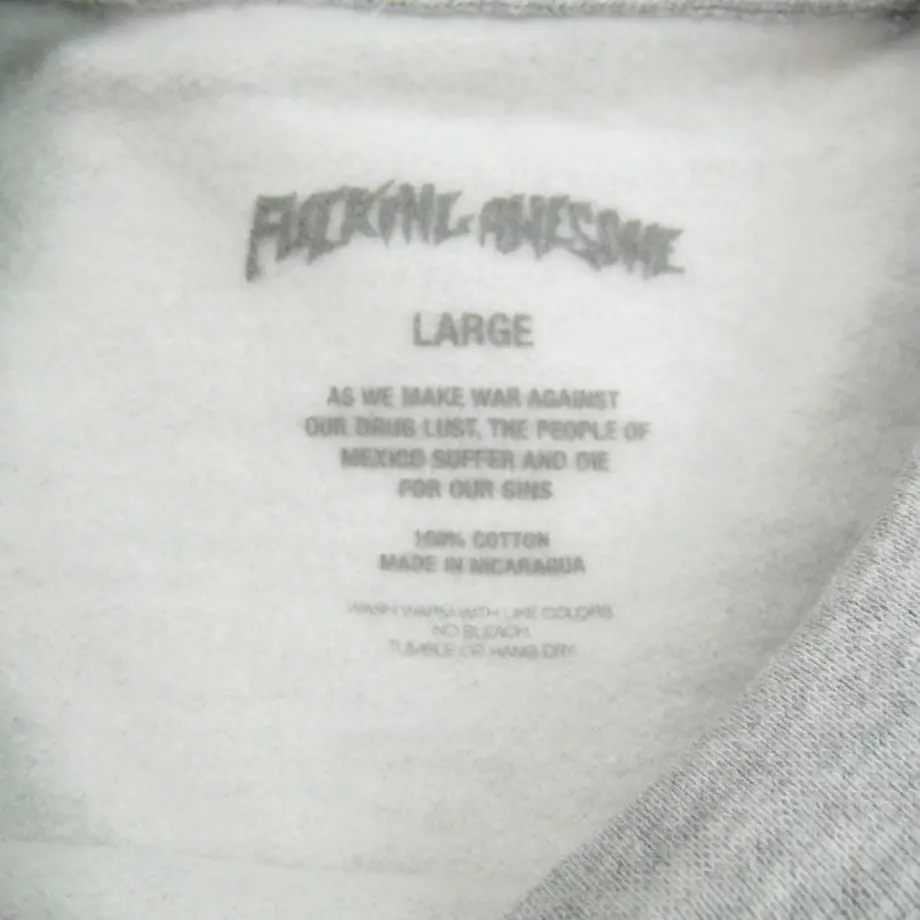 FUCKING AWESOME
LARGE
AS WE MAKE WAR AGAINST
OUR DRUG LUST, THE PEOPLE OF
MEXICO SUFFER AND DIE
FOR OUR SINS
100% COTTON
MADE IN NICARAGUA
WASH WARM WITH LIKE COLORS.
NO BLEACH.
TUMBLE OR HANG DRY.